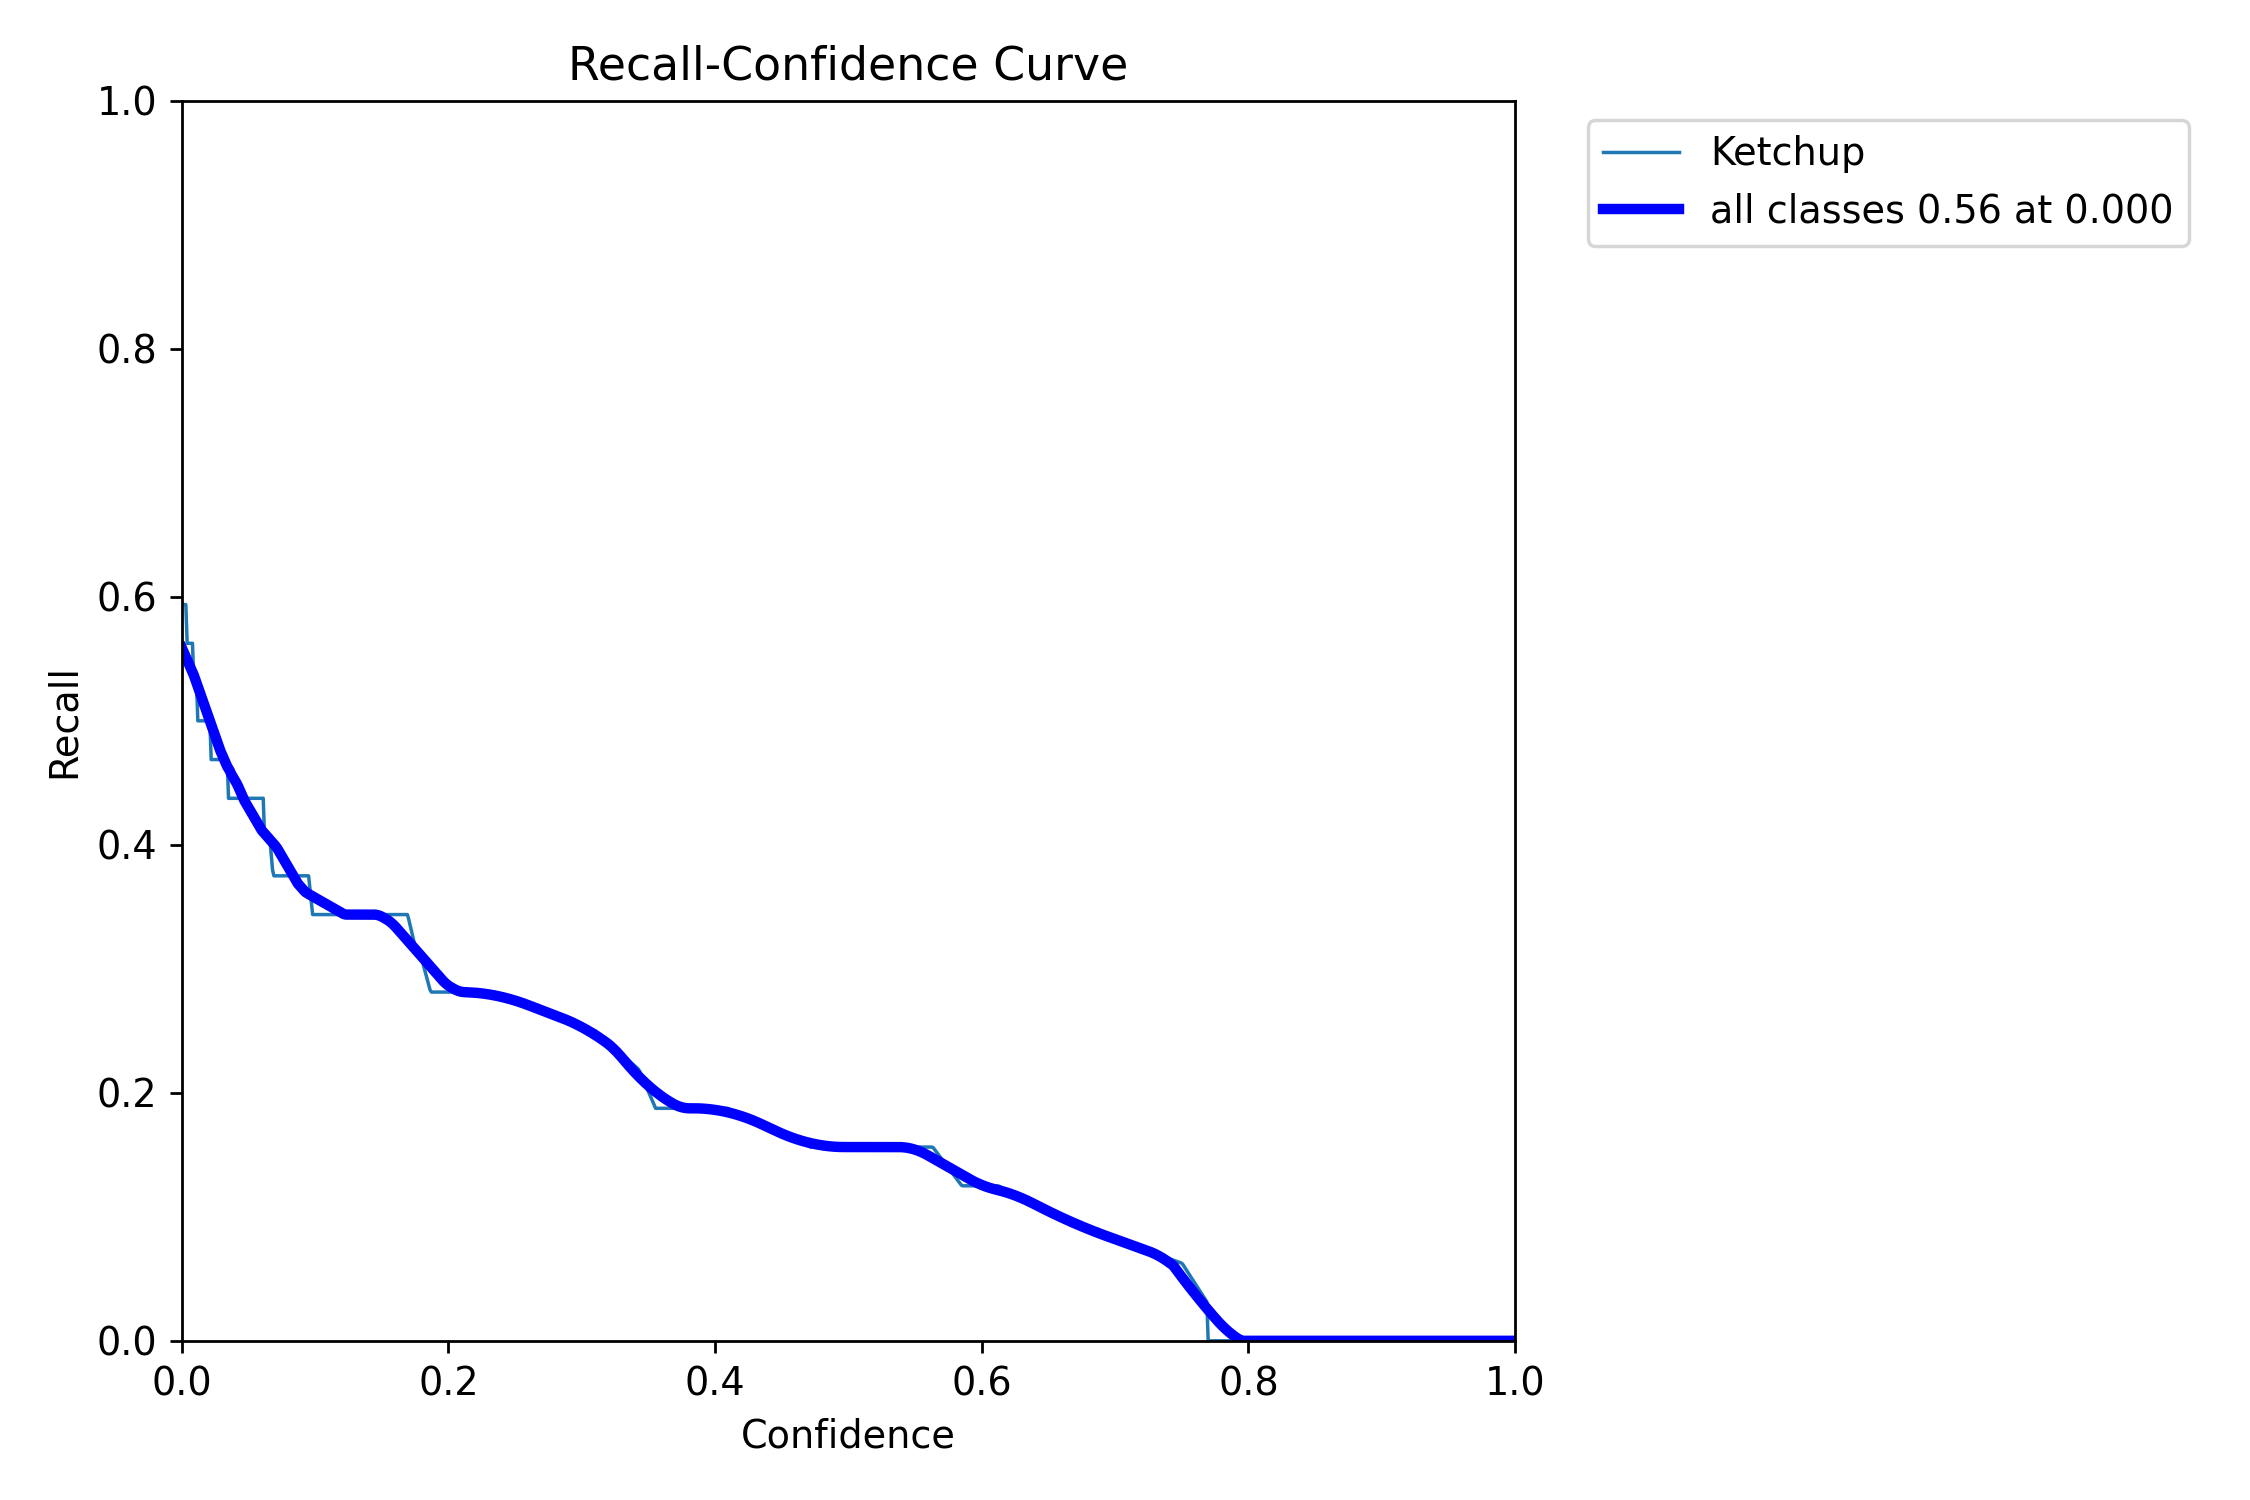 Recall-Confidence Curve
1.0
0.8
0.6
0.4
0.2
0.0
Recall
0.0 0.2 0.4 0.6 0.8 1.0
Confidence
Ketchup
all classes 0.56 at 0.000